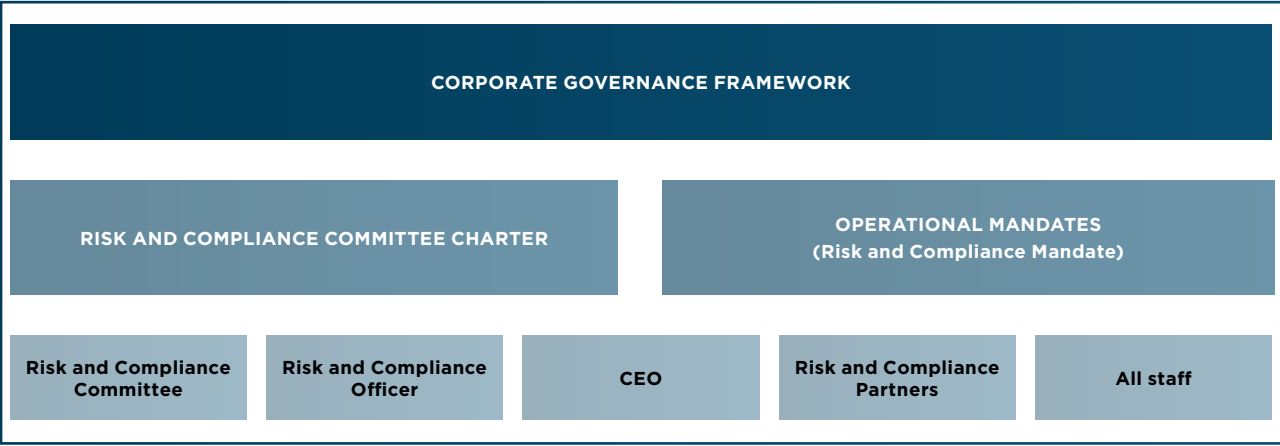 CORPORATE GOVERNANCE FRAMEWORK
RISK AND COMPLIANCE COMMITTEE CHARTER
OPERATIONAL MANDATES
(Risk and Compliance Mandate)
Risk and Compliance
Committee
Risk and Compliance
Officer
CEO
Risk and Compliance
Partners
All staff